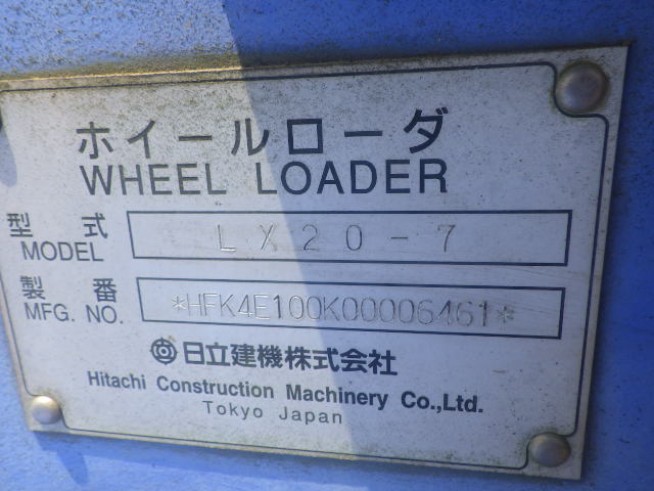 ホイールローダ
WHEEL LOADER
型式 LX20-7
MODEL
製番 *HFK4E100K00006461*
MFG. NO.
日立建機株式会社
Hitachi Construction Machinery Co.,Ltd.
Tokyo Japan